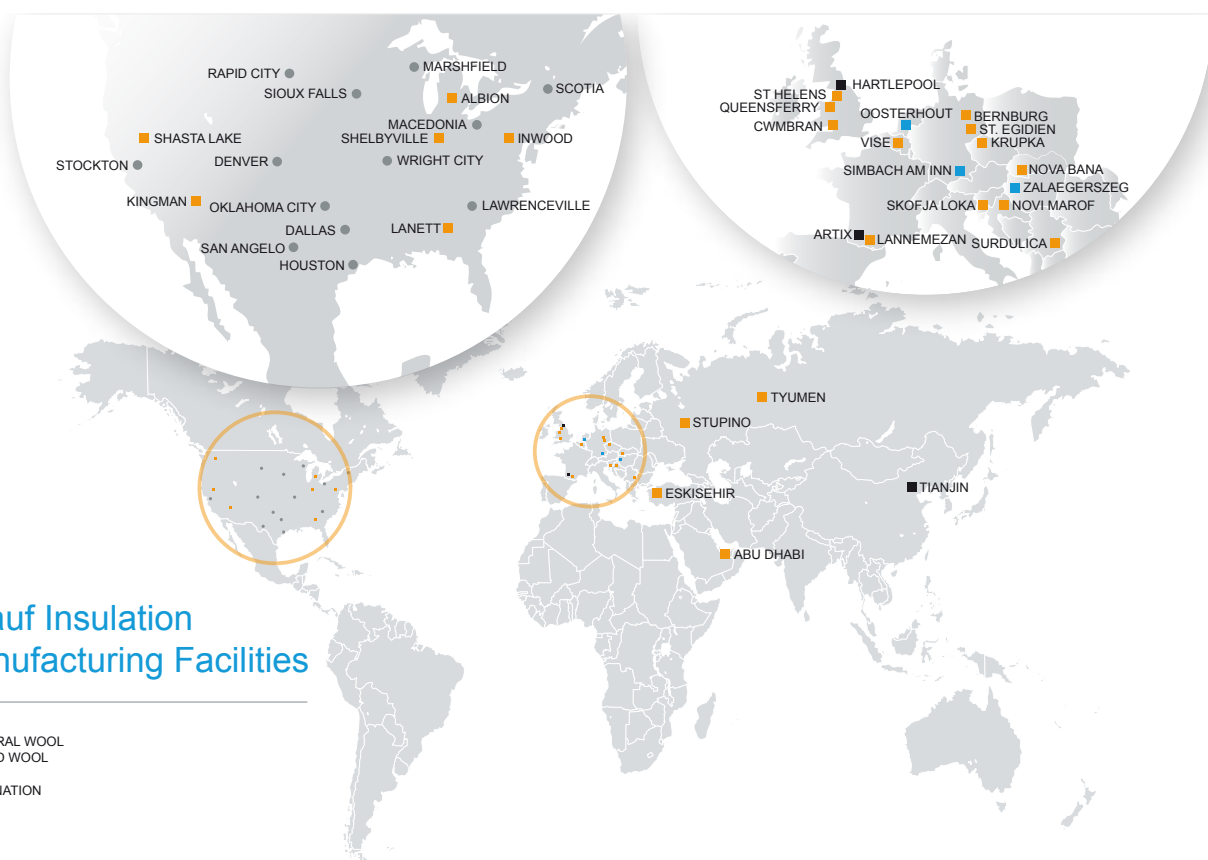 RAPID CITY
MARSHFIELD
SIOUX FALLS
ALBION
SCOTIA
MACEDONIA
SHASTA LAKE
SHELBYVILLE
INWOOD
STOCKTON
DENVER
WRIGHT CITY
KINGMAN
OKLAHOMA CITY
LAWRENCEVILLE
DALLAS
LANETT
SAN ANGELO
HOUSTON
HARTLEPOOL
ST HELENS
QUEENSFERRY
OOSTERHOUT
BERNBURG
CWMBRAN
ST. EGIDIEN
VISE
KRUPKA
SIMBACH AM INN
NOVA BANA
ZALAEGERSZEG
SKOFJA LOKA
NOVI MAROF
ARTIX
LANNEMEZAN
SURDULICA
TYUMEN
STUPINO
ESKISEHIR
TIANJIN
ABU DHABI
auf Insulation
nufacturing Facilities
RAL WOOL
D WOOL
NATION